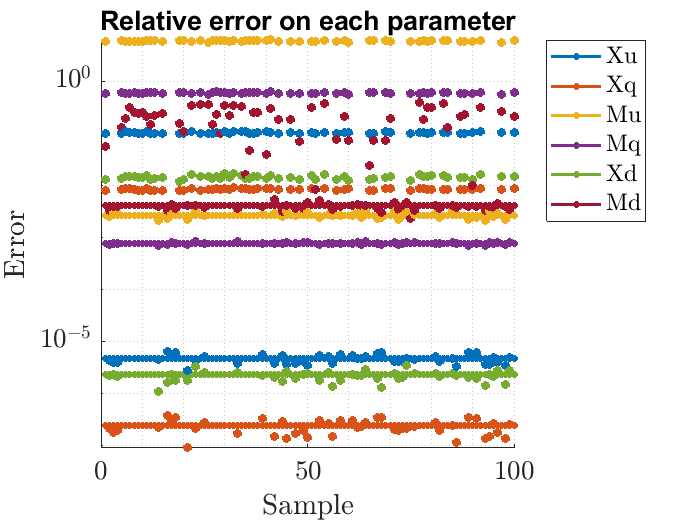 Relative error on each parameter
10^0
10^-5
Error
0
50
100
Sample
Xu
Xq
Mu
Mq
Xd
Md